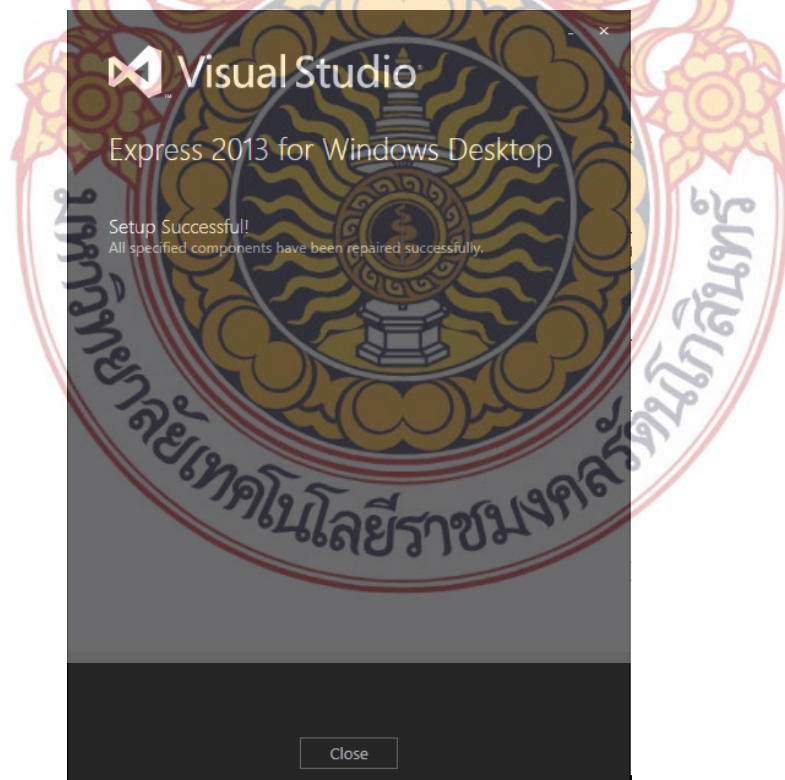 Visual Studio
Express 2013 for Windows Desktop
Setup Successful!
All specified components have been repaired successfully.
Close
มหาวิทยาลัยเทคโนโลยีราชมงคลรัตนโกสินทร์